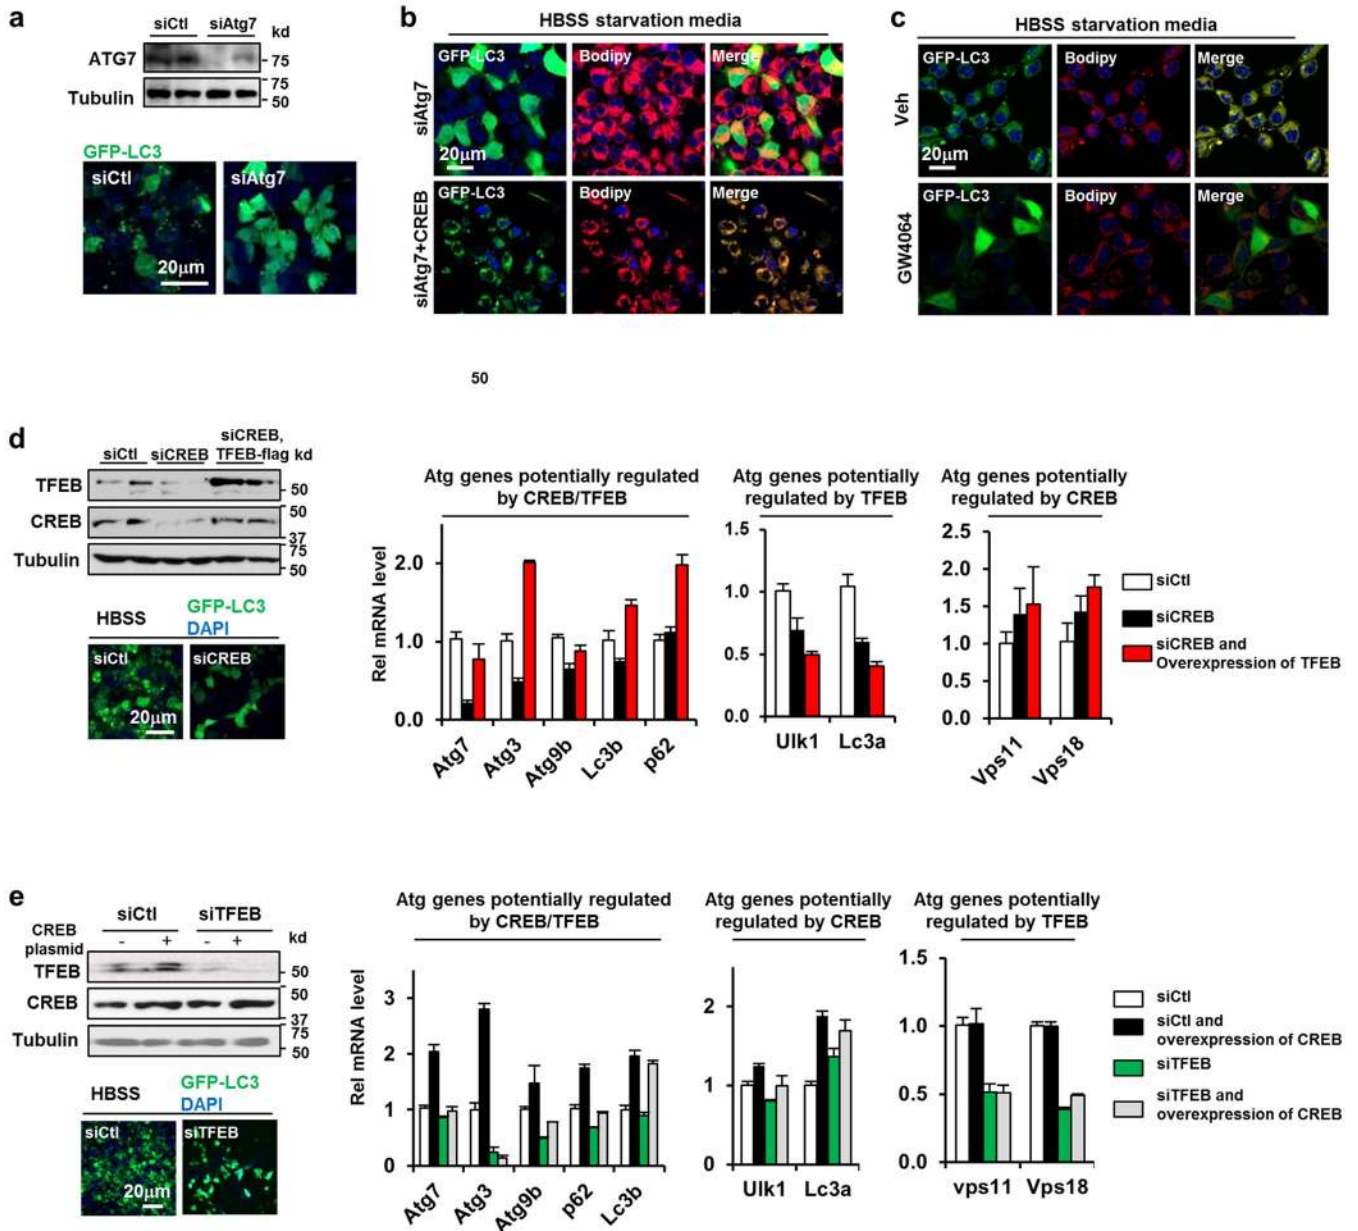 a
siCtl siAtg7 kd
ATG7
75
Tubulin
75
50
GFP-LC3
siCtl
siAtg7
20μm
b
HBSS starvation media
siAtg7
GFP-LC3 Bodipy Merge
20μm
siAtg7+CREB
GFP-LC3 Bodipy Merge
c
HBSS starvation media
Veh
GFP-LC3 Bodipy Merge
20μm
GW4064
GFP-LC3 Bodipy Merge
50
d
siCtl siCREB
siCREB,
TFEB-flag kd
TFEB
50
CREB
50
37
Tubulin
75
50
HBSS
GFP-LC3
DAPI
siCtl
siCREB
20μm
Atg genes potentially regulated
by CREB/TFEB
Rel mRNA level
2.0
1.0
0.0
Atg7 Atg3 Atg9b Lc3b p62
Atg genes potentially
regulated by TFEB
1.5
1.0
0.5
0.0
Ulk1 Lc3a
Atg genes potentially
regulated by CREB
2.5
2.0
1.5
1.0
0.5
0.0
Vps11 Vps18
siCtl
siCREB
siCREB and
Overexpression of TFEB
e
siCtl siTFEB
CREB
plasmid
- + - +
kd
TFEB
50
CREB
50
37
Tubulin
75
50
HBSS
GFP-LC3
DAPI
siCtl
siTFEB
20μm
Atg genes potentially regulated
by CREB/TFEB
Rel mRNA level
3
2
1
0
Atg7 Atg3 Atg9b p62 Lc3b
Atg genes potentially
regulated by CREB
2
1
0
Ulk1 Lc3a
Atg genes potentially
regulated by TFEB
1.5
1.0
0.5
0.0
vps11 Vps18
siCtl
siCtl and
overexpression of CREB
siTFEB
siTFEB and
overexpression of CREB